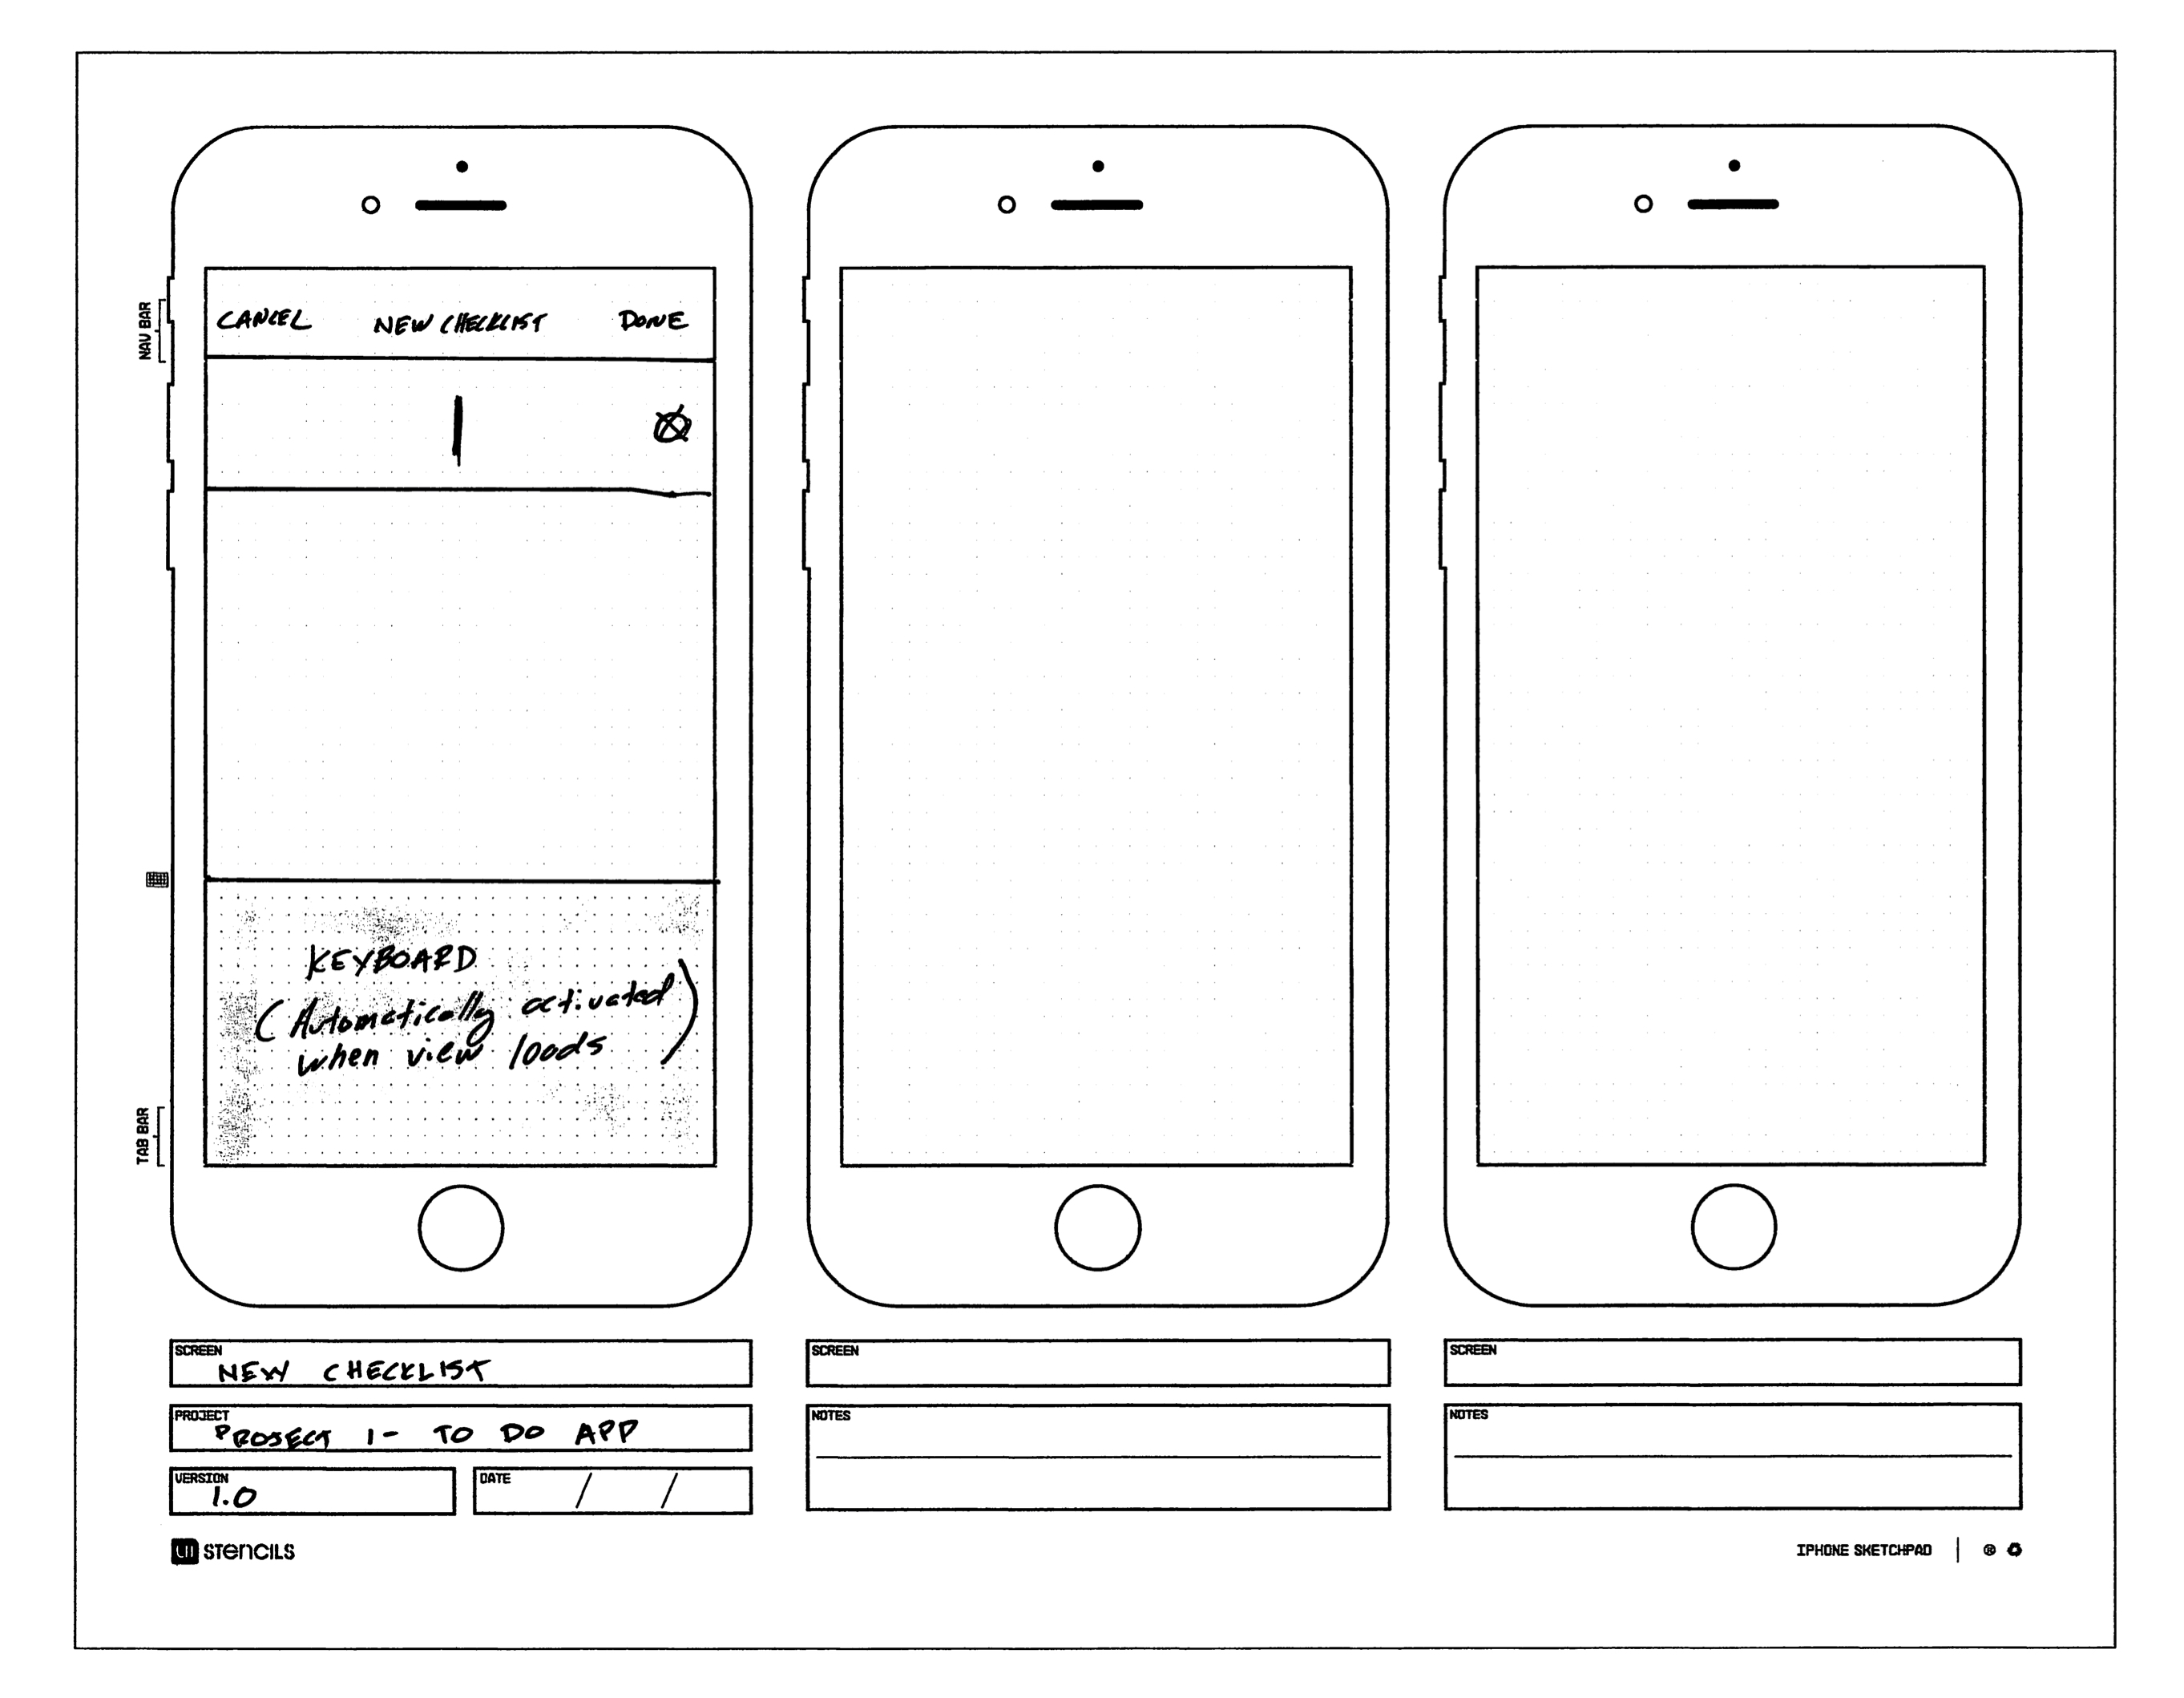 NAV BAR
CANCEL NEW CHECKLIST DONE
KEYBOARD
(Automatically activated
when view loads)
TAB BAR
SCREEN
NEW CHECKLIST
PROJECT
PROJECT 1- TO DO APP
VERSION
1.0
DATE / /
SCREEN
NOTES
SCREEN
NOTES
UI STENCILS
IPHONE SKETCHPAD